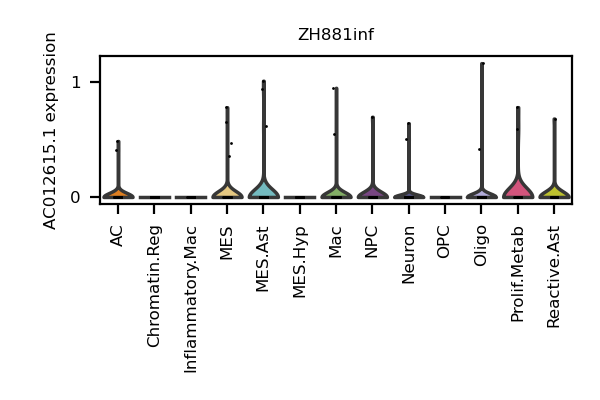 ZH881inf
AC012615.1 expression
1
0
AC
Chromatin.Reg
Inflammatory.Mac
MES
MES.Ast
MES.Hyp
Mac
NPC
Neuron
OPC
Oligo
Prolif.Metab
Reactive.Ast